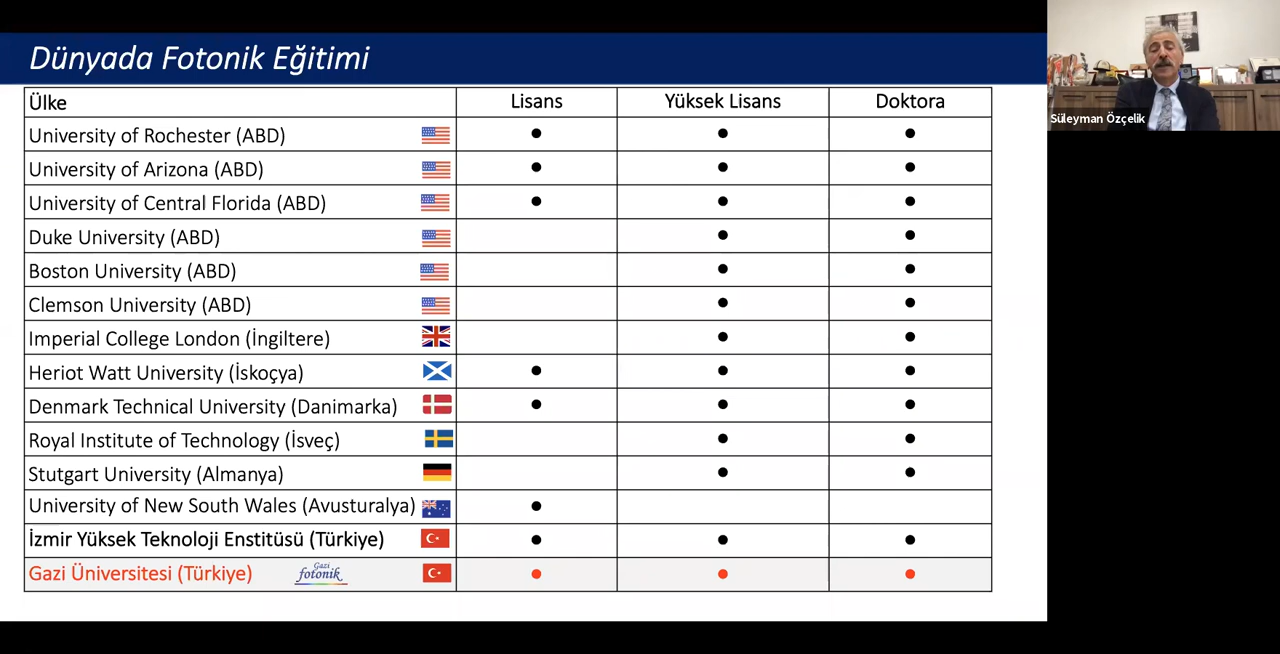 Dünyada Fotonik Eğitimi
Ülke Lisans Yüksek Lisans Doktora
University of Rochester (ABD) ● ● ●
University of Arizona (ABD) ● ● ●
University of Central Florida (ABD) ● ● ●
Duke University (ABD) ● ●
Boston University (ABD) ● ●
Clemson University (ABD) ● ●
Imperial College London (İngiltere) ● ●
Heriot Watt University (İskoçya) ● ● ●
Denmark Technical University (Danimarka) ● ● ●
Royal Institute of Technology (İsveç) ● ●
Stutgart University (Almanya) ● ●
University of New South Wales (Avusturalya) ●
İzmir Yüksek Teknoloji Enstitüsü (Türkiye) ● ● ●
Gazi Üniversitesi (Türkiye) Gazi fotonik ● ● ●
Süleyman Özçelik